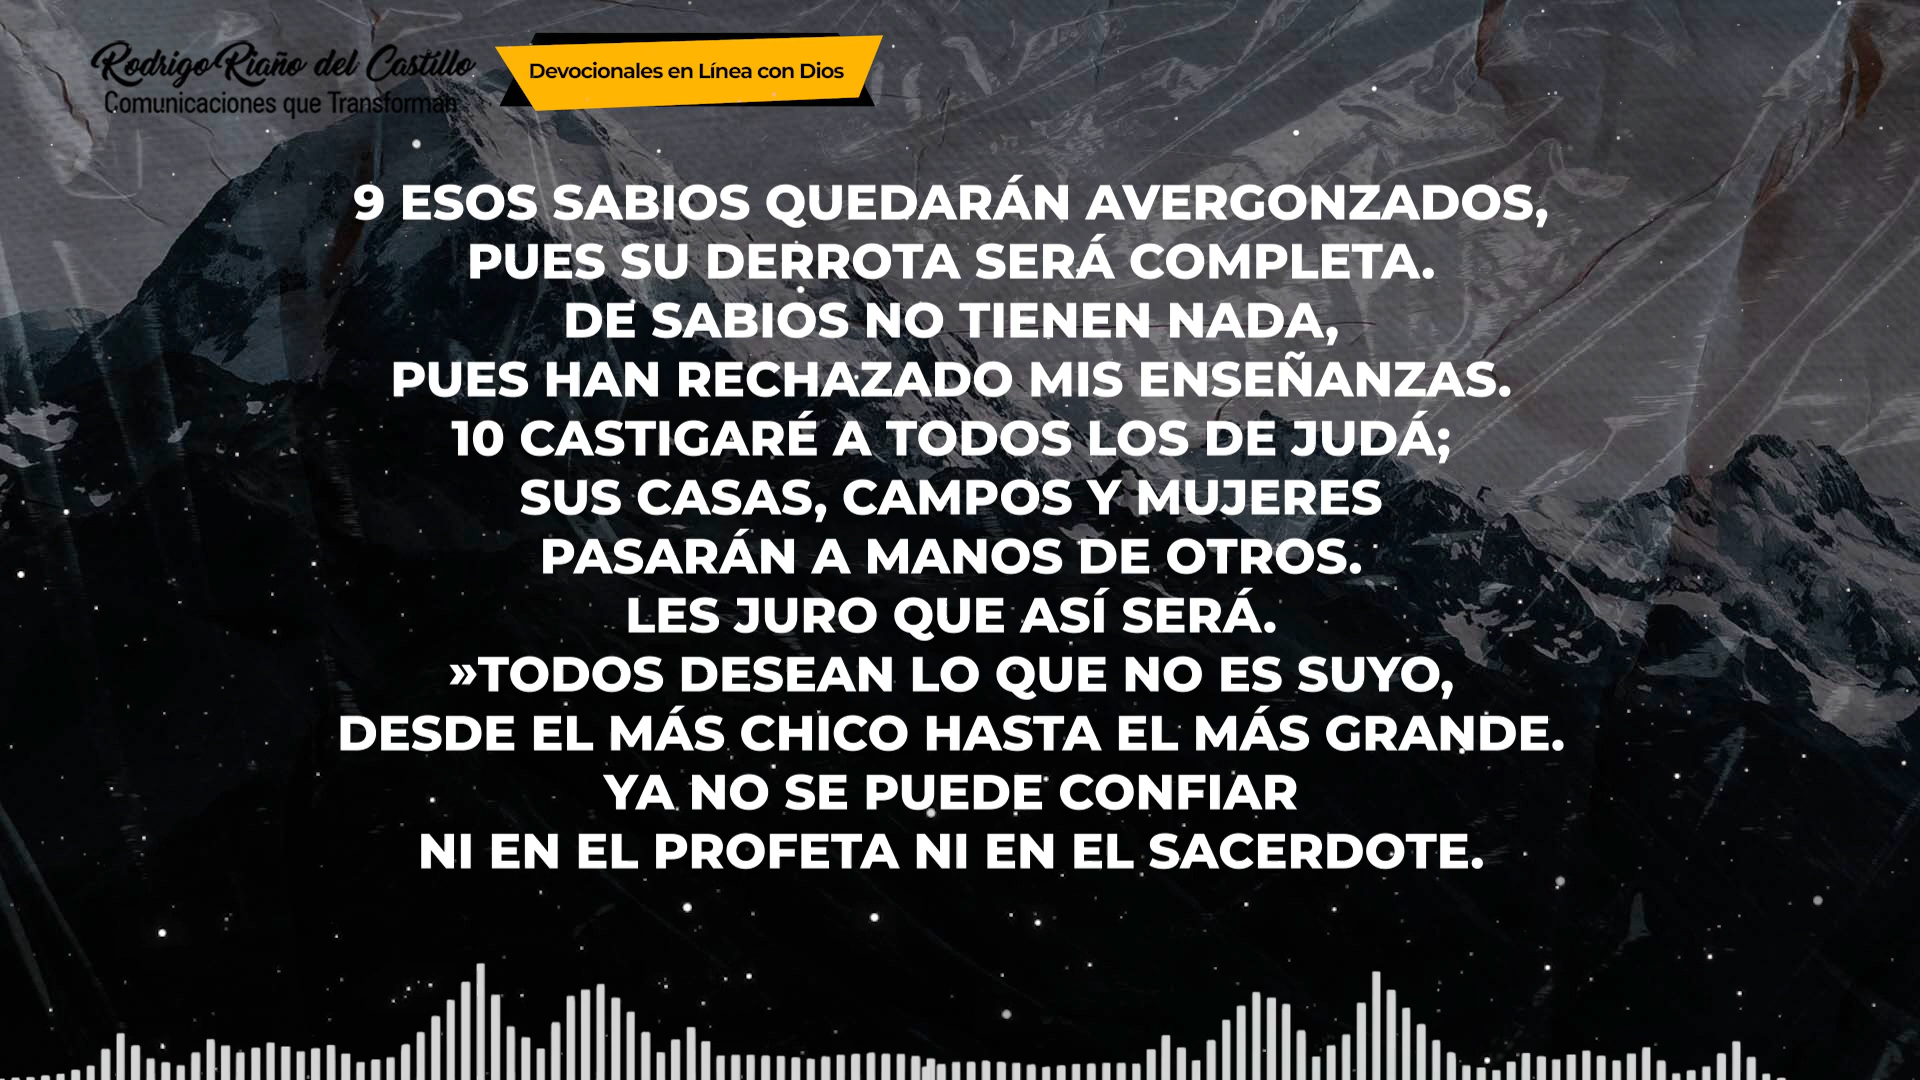 Rodrigo Riaño del Castillo
Comunicaciones que Transforman
Devocionales en Línea con Dios
9 ESOS SABIOS QUEDARÁN AVERGONZADOS,
PUES SU DERROTA SERÁ COMPLETA.
DE SABIOS NO TIENEN NADA,
PUES HAN RECHAZADO MIS ENSEÑANZAS.
10 CASTIGARÉ A TODOS LOS DE JUDÁ;
SUS CASAS, CAMPOS Y MUJERES
PASARÁN A MANOS DE OTROS.
LES JURO QUE ASÍ SERÁ.
»TODOS DESEAN LO QUE NO ES SUYO,
DESDE EL MÁS CHICO HASTA EL MÁS GRANDE.
YA NO SE PUEDE CONFIAR
NI EN EL PROFETA NI EN EL SACERDOTE.